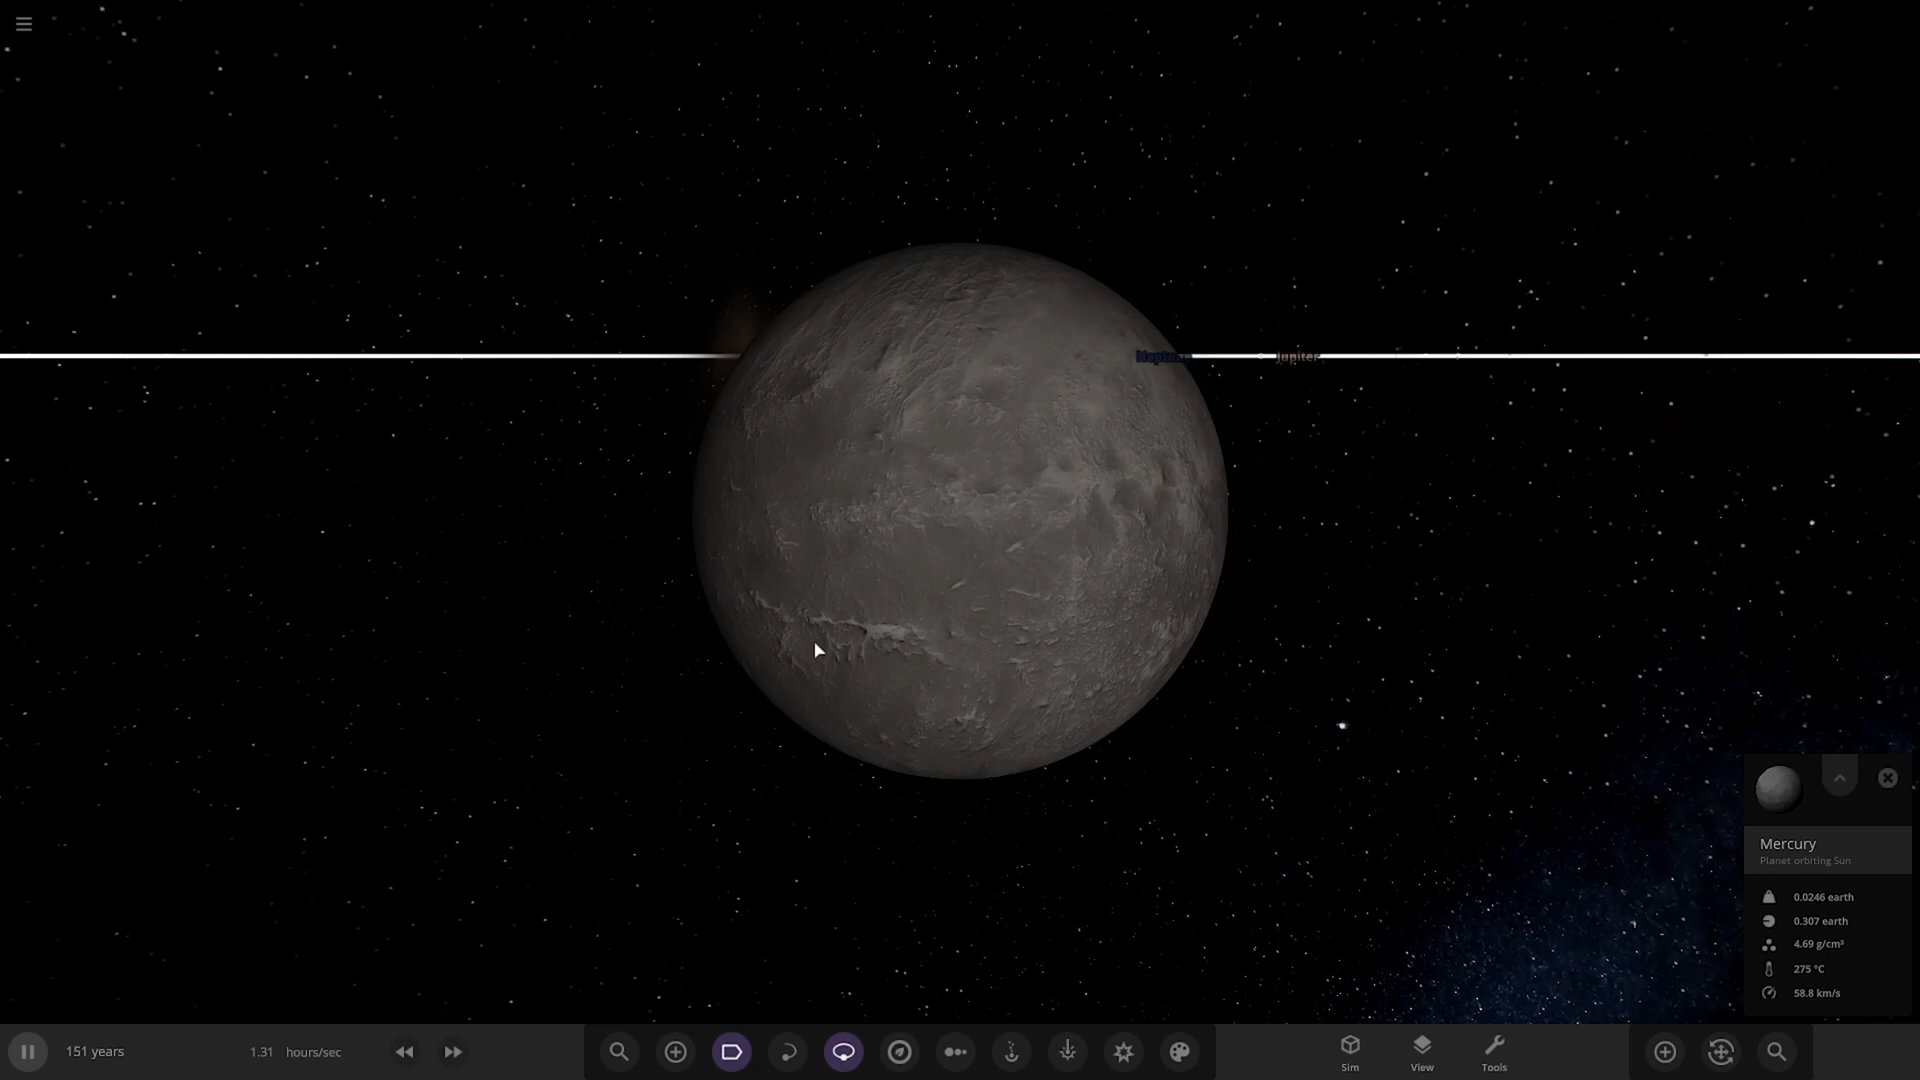 Neptune
Jupiter
Mercury
Planet orbiting Sun
0.0246 earth
0.307 earth
4.69 g/cm³
275 °C
58.8 km/s
151 years
1.31 hours/sec
Sim
View
Tools